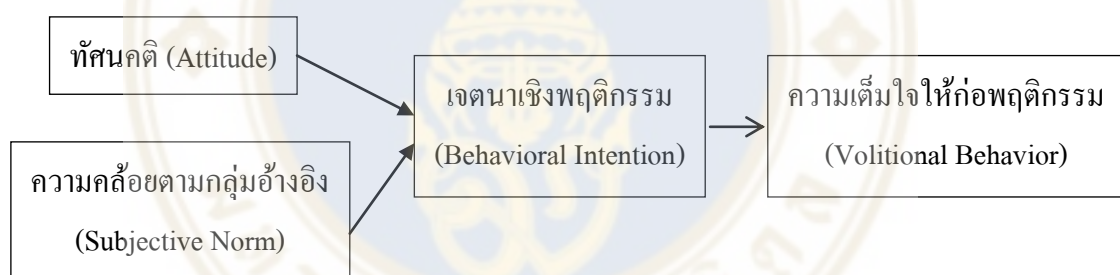 ทัศนคติ (Attitude)
ความคล้อยตามกลุ่มอ้างอิง
(Subjective Norm)
เจตนาเชิงพฤติกรรม
(Behavioral Intention)
ความเต็มใจให้ก่อพฤติกรรม
(Volitional Behavior)